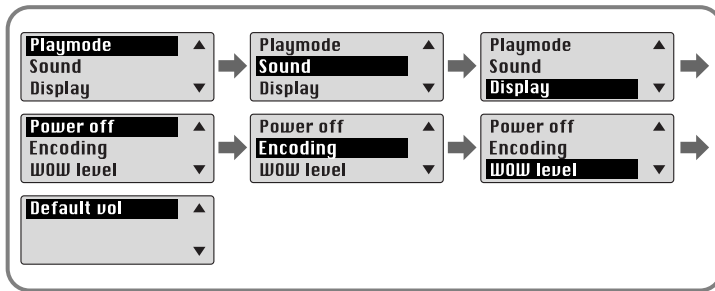 Playmode
Sound
Display
Playmode
Sound
Display
Playmode
Sound
Display
Power off
Encoding
WOW level
Power off
Encoding
WOW level
Power off
Encoding
WOW level
Default vol